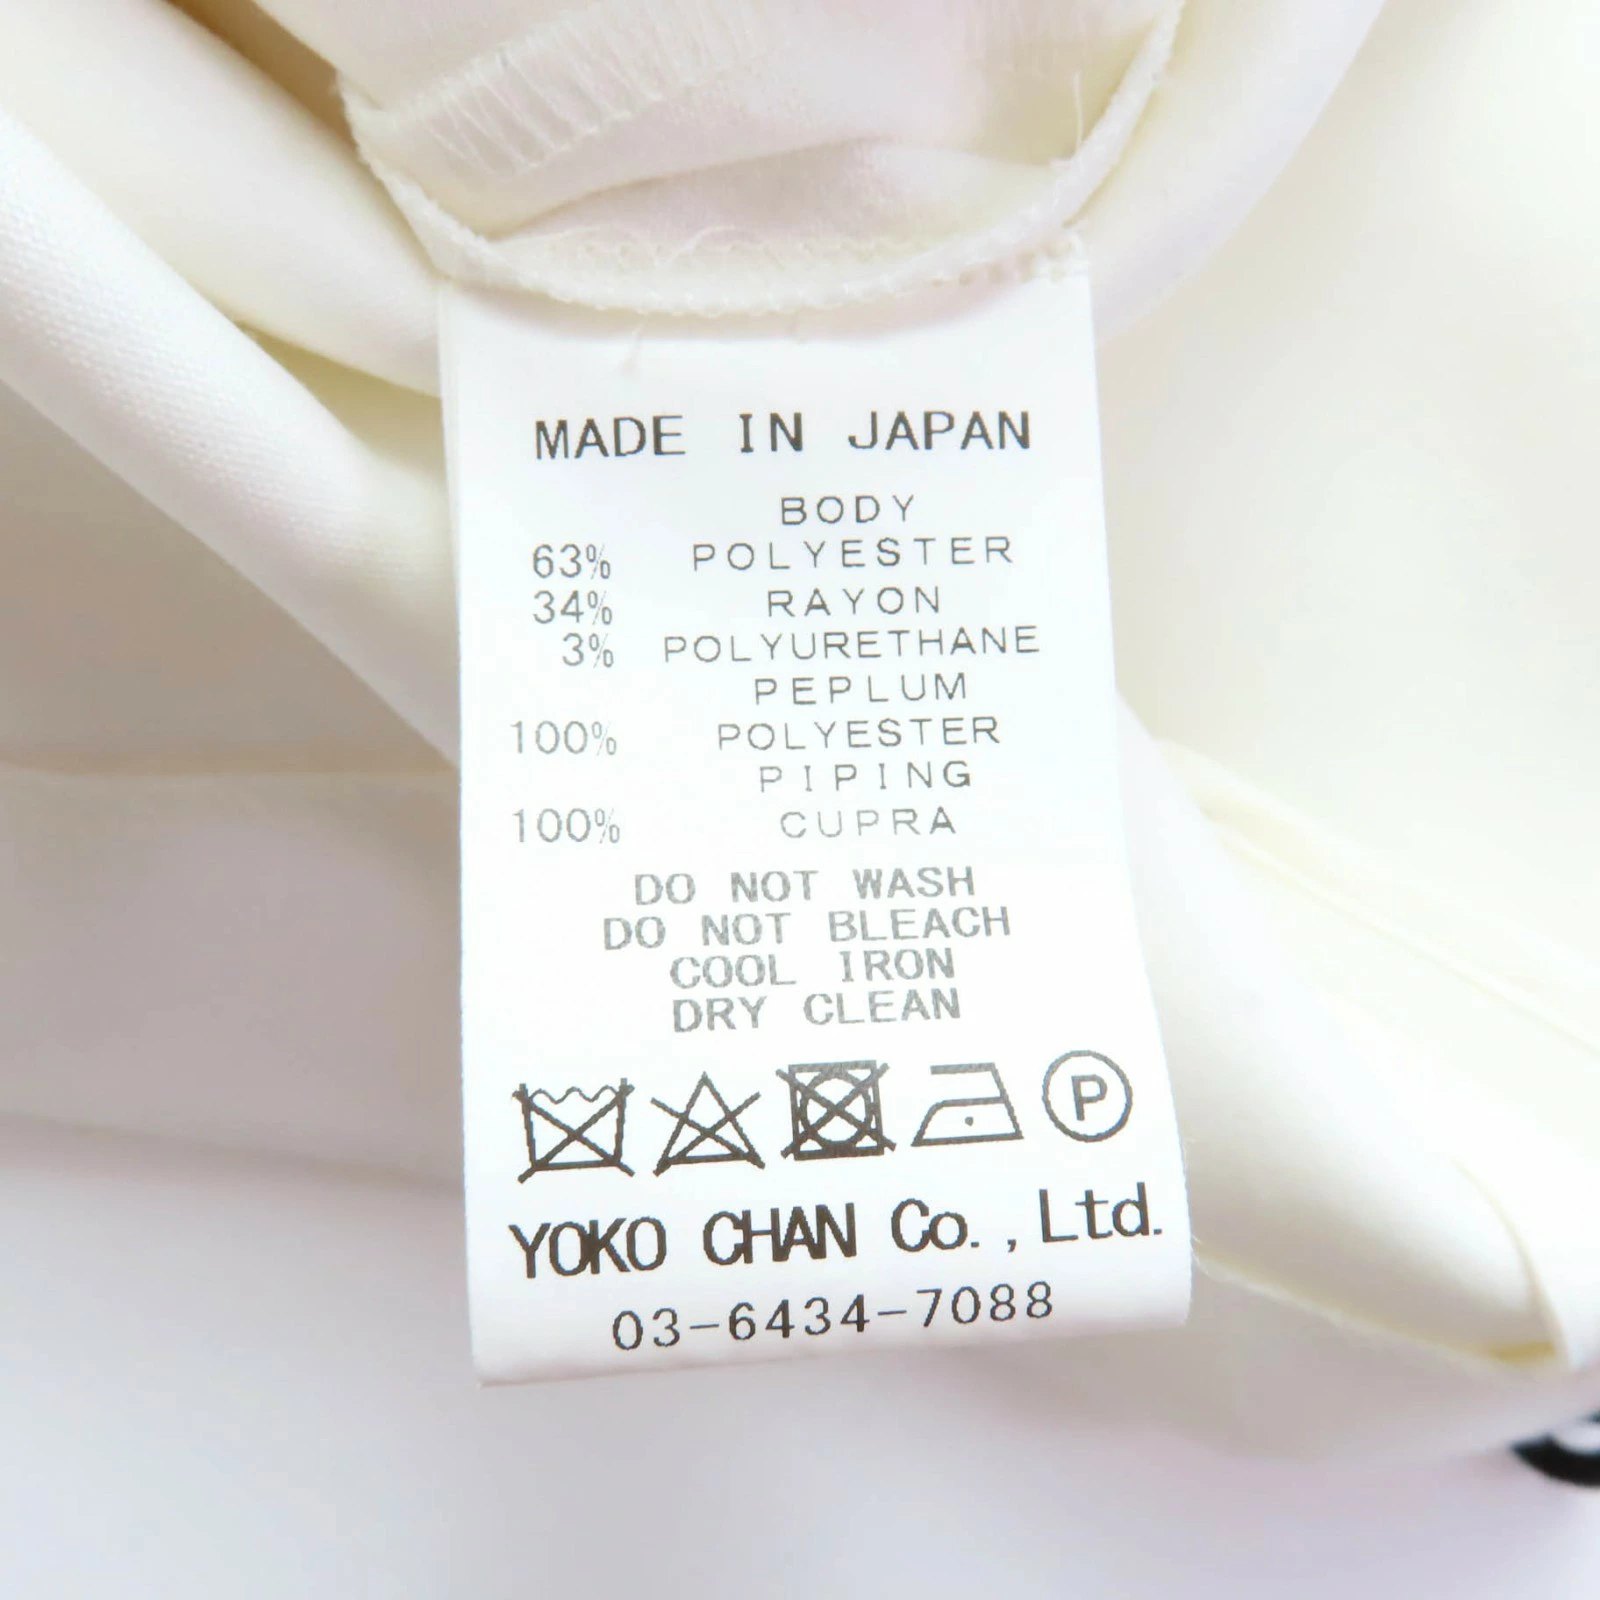 MADE IN JAPAN
BODY
63% POLYESTER
34% RAYON
3% POLYURETHANE
PEPLUM
100% POLYESTER
PIPING
100% CUPRA
DO NOT WASH
DO NOT BLEACH
COOL IRON
DRY CLEAN
P
YOKO CHAN Co., Ltd.
03-6434-7088